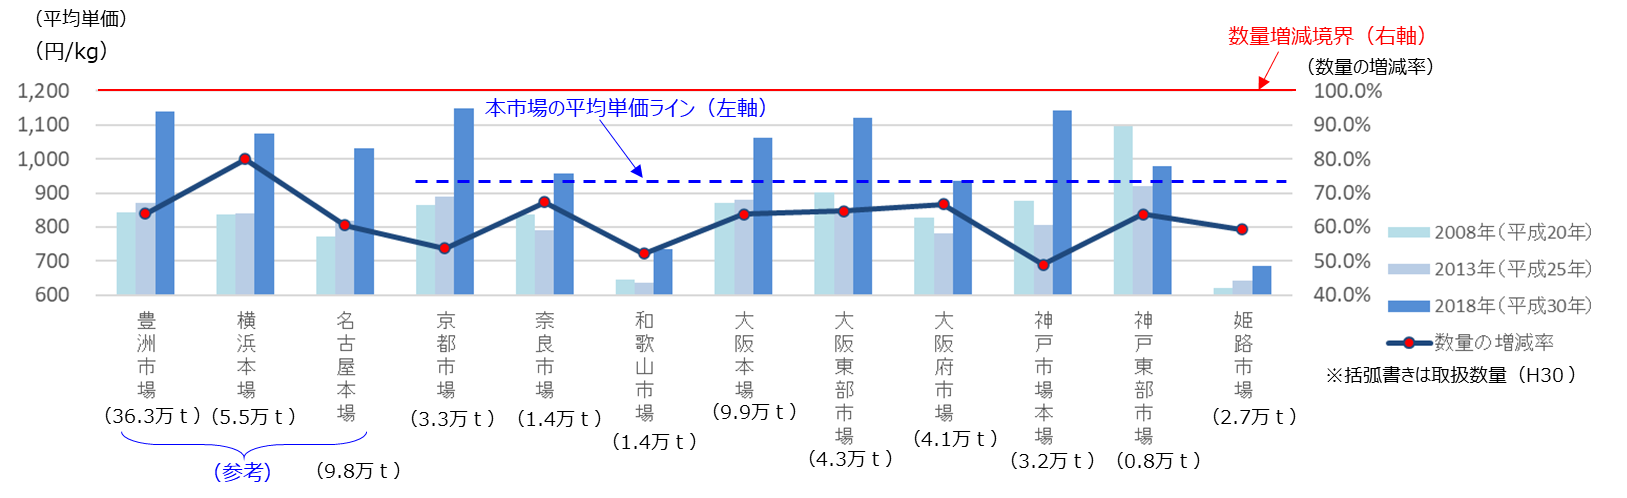 （平均単価）
（円/kg）
数量増減境界（右軸）
（数量の増減率）
本市場の平均単価ライン（左軸）
1,200
1,100
1,000
900
800
700
600
100.0%
90.0%
80.0%
70.0%
60.0%
50.0%
40.0%
2008年（平成20年）
2013年（平成25年）
2018年（平成30年）
数量の増減率
※括弧書きは取扱数量（H30）
豊洲市場
横浜本場
名古屋本場
京都市場
奈良市場
和歌山市場
大阪本場
大阪東部市場
大阪府市場
神戸市場本場
神戸東部市場
姫路市場
（36.3万ｔ）
（5.5万ｔ）
（9.8万ｔ）
（3.3万ｔ）
（1.4万ｔ）
（1.4万ｔ）
（9.9万ｔ）
（4.3万ｔ）
（4.1万ｔ）
（3.2万ｔ）
（0.8万ｔ）
（2.7万ｔ）
（参考）